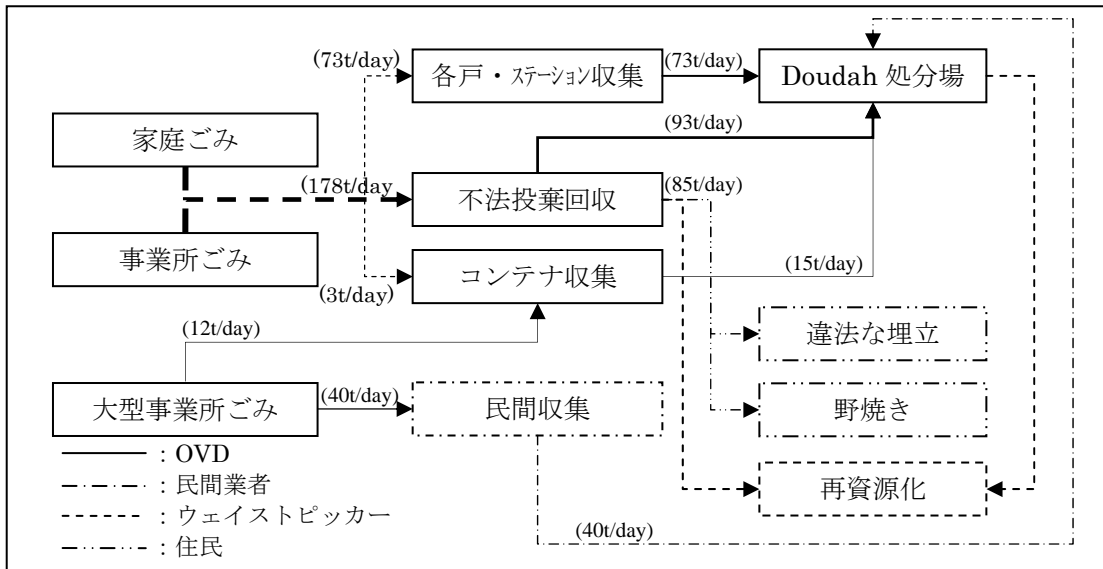 (73t/day)
各戸・ステーション収集
(73t/day)
Doudah 処分場
(93t/day)
家庭ごみ
(178t/day
不法投棄回収
(85t/day)
事業所ごみ
(3t/day)
コンテナ収集
(15t/day)
(12t/day)
違法な埋立
大型事業所ごみ
(40t/day)
民間収集
野焼き
再資源化
(40t/day)
：OVD
：民間業者
：ウェイストピッカー
：住民